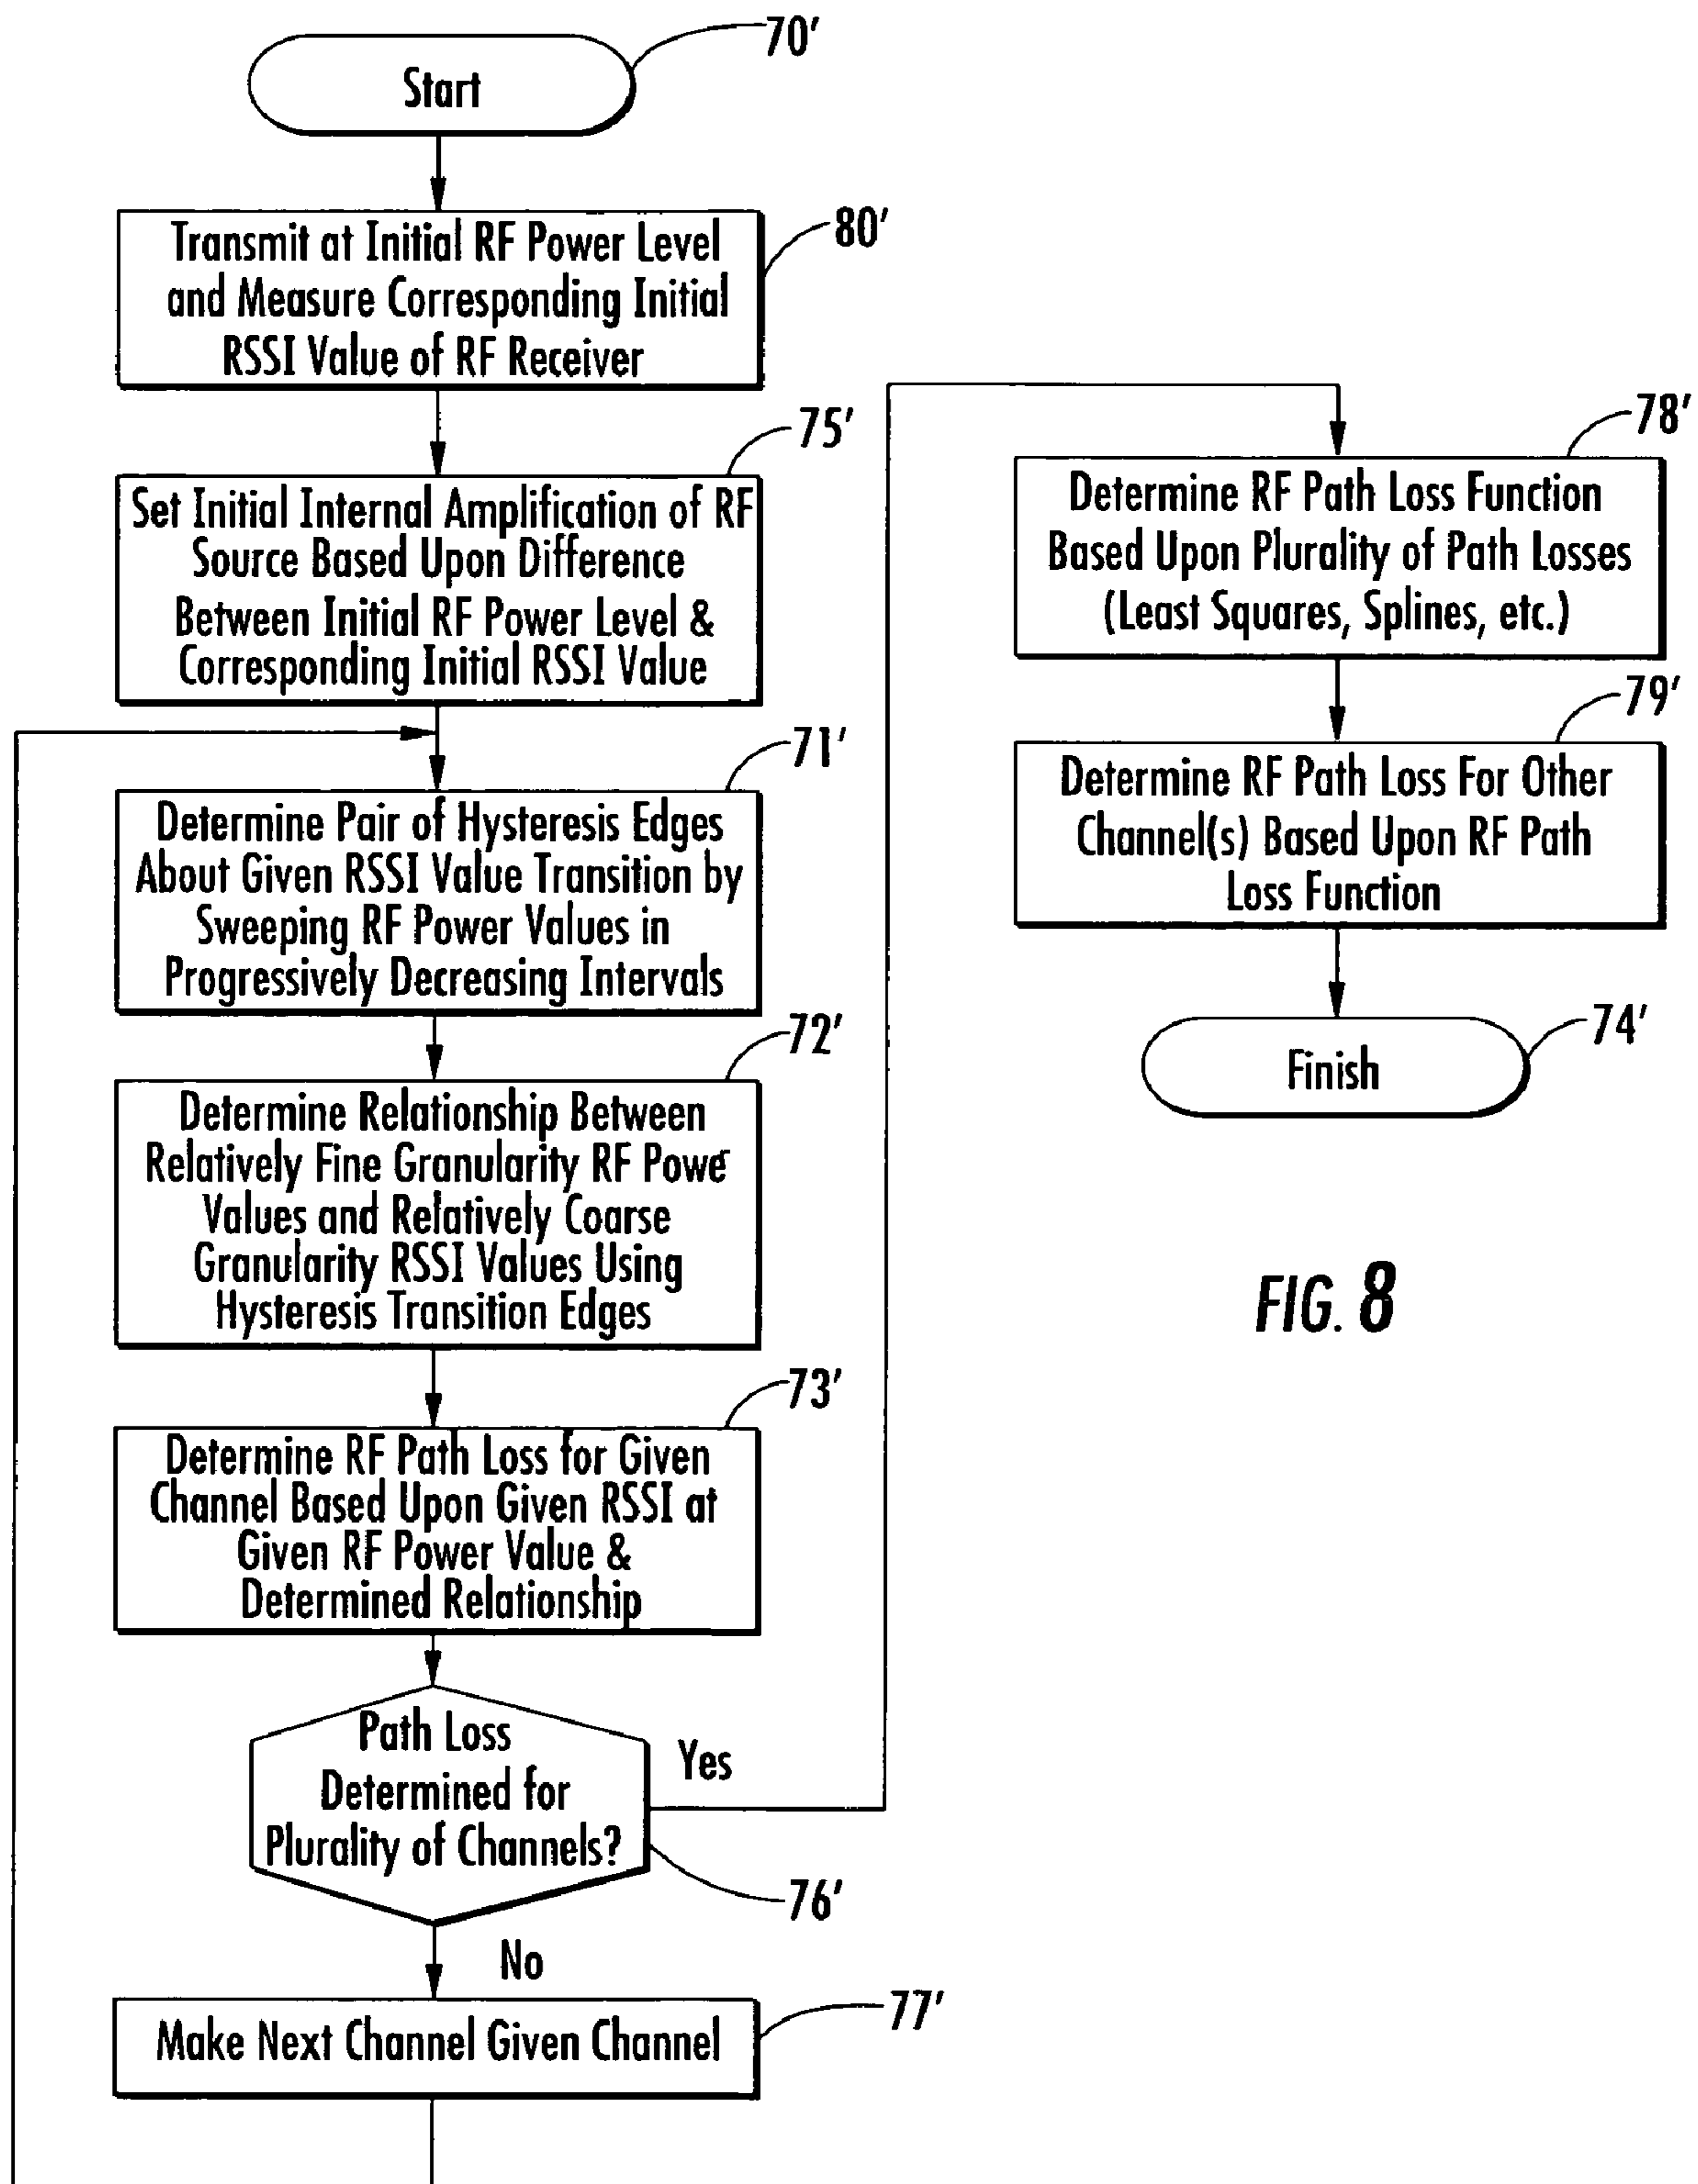 Start
70'
Transmit at Initial RF Power Level
and Measure Corresponding Initial
RSSI Value of RF Receiver
80'
75'
Set Initial Internal Amplification of RF
Source Based Upon Difference
Between Initial RF Power Level &
Corresponding Initial RSSI Value
71'
Determine Pair of Hysteresis Edges
About Given RSSI Value Transition by
Sweeping RF Power Values in
Progressively Decreasing Intervals
72'
Determine Relationship Between
Relatively Fine Granularity RF Power
Values and Relatively Coarse
Granularity RSSI Values Using
Hysteresis Transition Edges
73'
Determine RF Path Loss for Given
Channel Based Upon Given RSSI at
Given RF Power Value &
Determined Relationship
Path Loss
Determined for
Plurality of Channels?
Yes
76'
No
77'
Make Next Channel Given Channel
78'
Determine RF Path Loss Function
Based Upon Plurality of Path Losses
(Least Squares, Splines, etc.)
79'
Determine RF Path Loss For Other
Channel(s) Based Upon RF Path
Loss Function
74'
Finish
FIG. 8